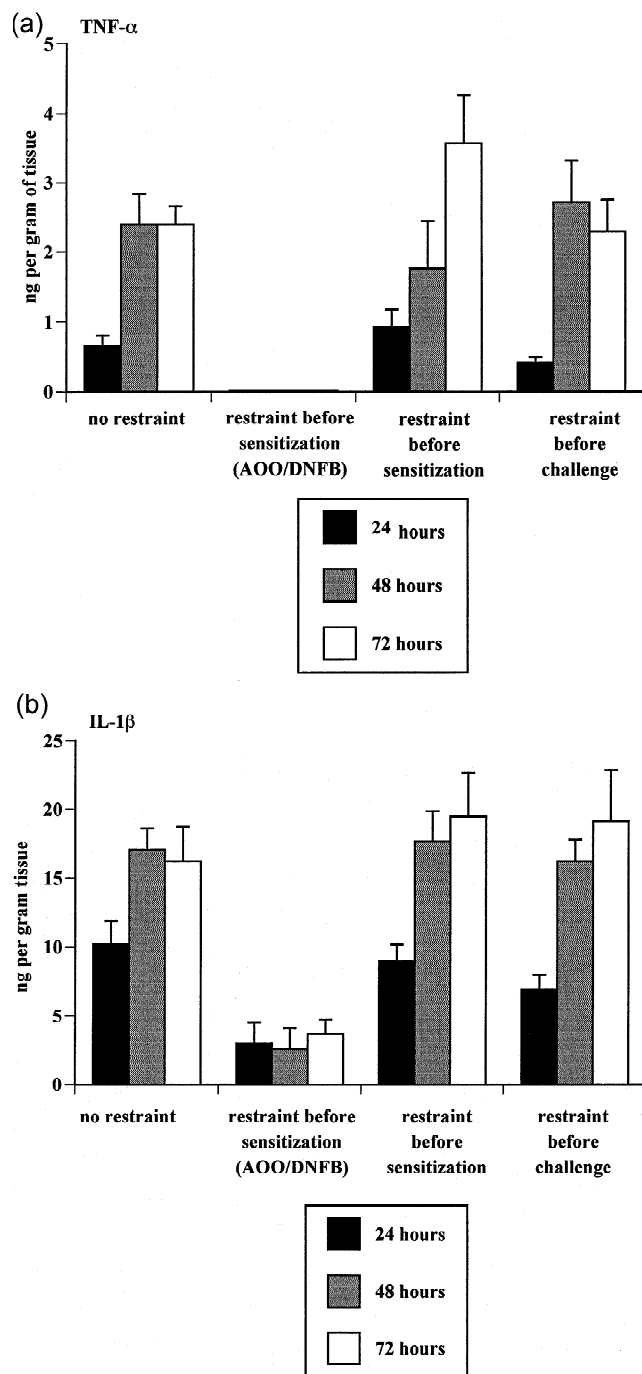 (a)
TNF-α
5
4
3
2
1
0
ng per gram of tissue
no restraint
restraint before
sensitization
(AOO/DNFB)
restraint
before
sensitization
restraint
before
challenge
24 hours
48 hours
72 hours
(b)
IL-1β
25
20
15
10
5
0
ng per gram tissue
no restraint
restraint before
sensitization
(AOO/DNFB)
restraint
before
sensitization
restraint
before
challenge
24 hours
48 hours
72 hours